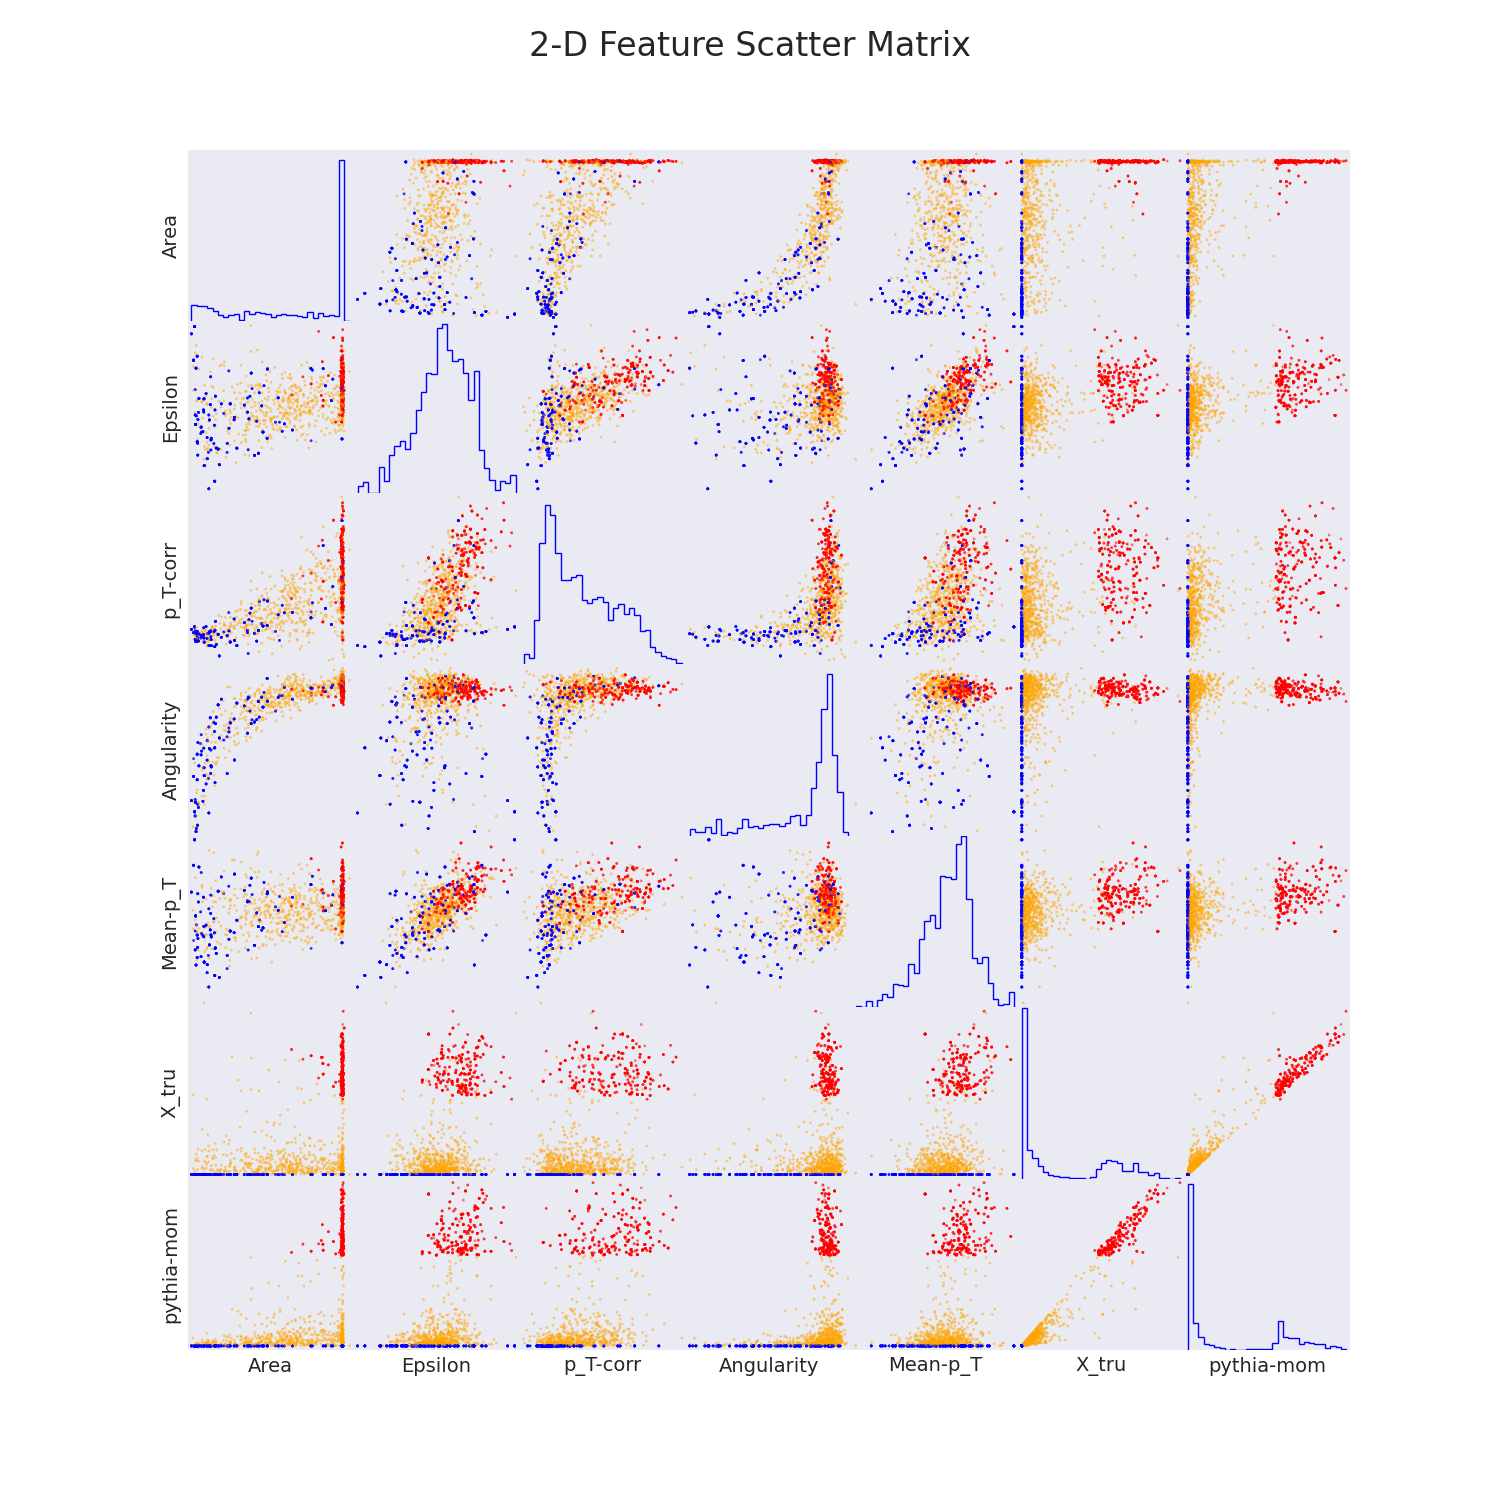 2-D Feature Scatter Matrix
Area
Epsilon
p_T-corr
Angularity
Mean-p_T
X_tru
pythia-mom
Area
Epsilon
p_T-corr
Angularity
Mean-p_T
X_tru
pythia-mom